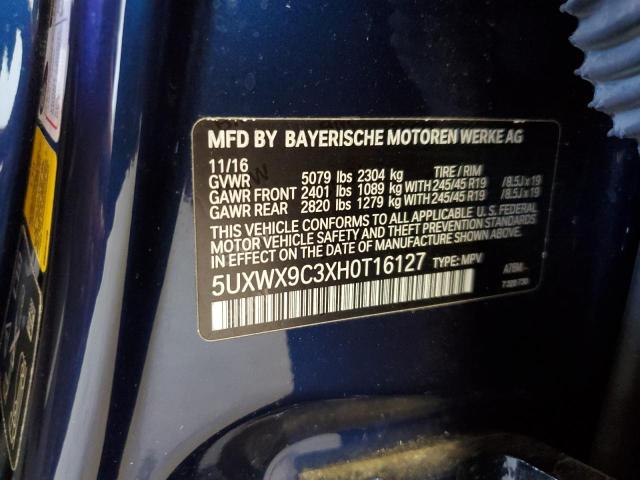 MFD BY BAYERISCHE MOTOREN WERKE AG
11/16
GVWR 5079 lbs 2304 kg TIRE / RIM
GAWR FRONT 2401 lbs 1089 kg WITH 245/45 R19 /8.5J x 19
GAWR REAR 2820 lbs 1279 kg WITH 245/45 R19 /8.5J x 19
THIS VEHICLE CONFORMS TO ALL APPLICABLE U. S. FEDERAL
MOTOR VEHICLE SAFETY, BUMPER, AND THEFT PREVENTION STANDARDS
IN EFFECT ON THE DATE OF MANUFACTURE SHOWN ABOVE.
5UXWX9C3XH0T16127 TYPE: MPV